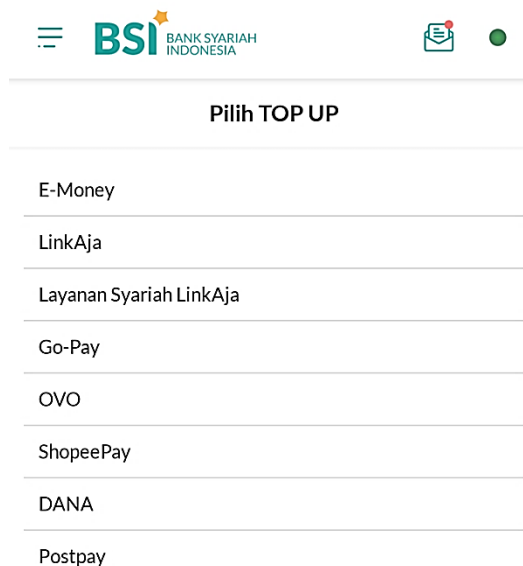 BSI BANK SYARIAH
INDONESIA
Pilih TOP UP
E-Money
LinkAja
Layanan Syariah LinkAja
Go-Pay
OVO
ShopeePay
DANA
Postpay